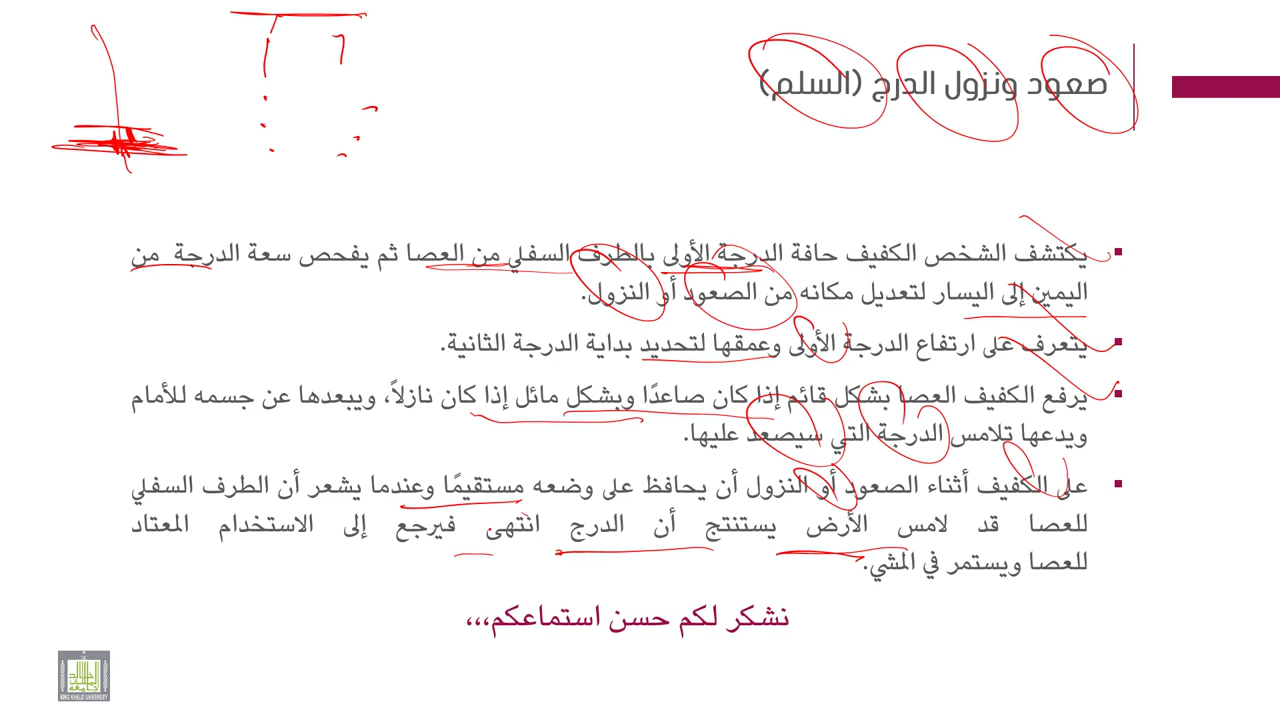 صعود ونزول الدرج (السلم)
يكتشف الشخص الكفيف حافة الدرجة الأولى بالطرف السفلي من العصا ثم يفحص سعة الدرجة من
اليمين إلى اليسار لتعديل مكانه من الصعود أو النزول.
يتعرف على ارتفاع الدرجة الأولى وعمقها لتحديد بداية الدرجة الثانية.
يرفع الكفيف العصا بشكل قائم إذا كان صاعدًا وبشكل مائل إذا كان نازلاً، ويبعدها عن جسمه للأمام
ويدعها تلامس الدرجة التي سيصعد عليها.
على الكفيف أثناء الصعود أو النزول أن يحافظ على وضعه مستقيمًا وعندما يشعر أن الطرف السفلي
للعصا قد لامس الأرض يستنتج أن الدرج انتهى فيرجع إلى الاستخدام المعتاد
للعصا ويستمر في المشي.
نشكر لكم حسن استماعكم،،،
KING KHALID UNIVERSITY